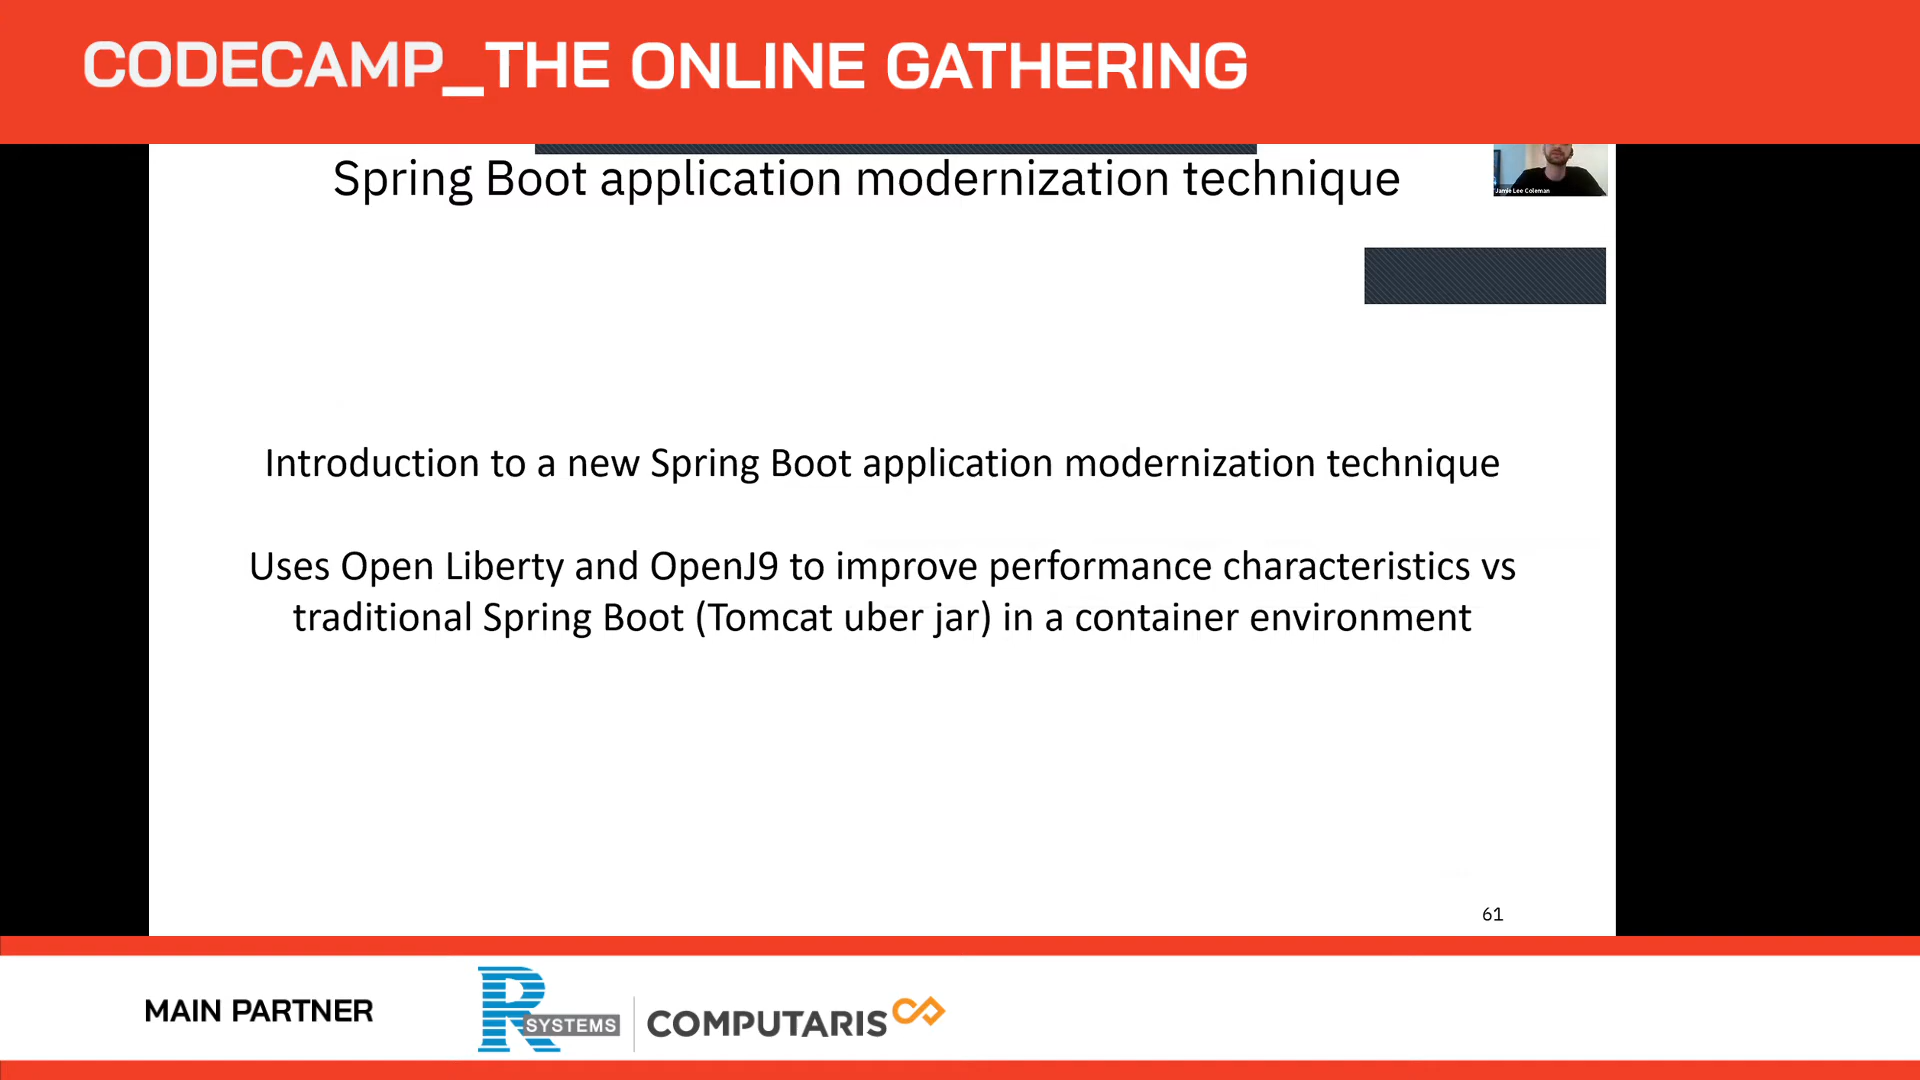 CODECAMP_THE ONLINE GATHERING
Spring Boot application modernization technique
Jamie Lee Coleman
Introduction to a new Spring Boot application modernization technique
Uses Open Liberty and OpenJ9 to improve performance characteristics vs
traditional Spring Boot (Tomcat uber jar) in a container environment
61
MAIN PARTNER
R SYSTEMS
COMPUTARIS